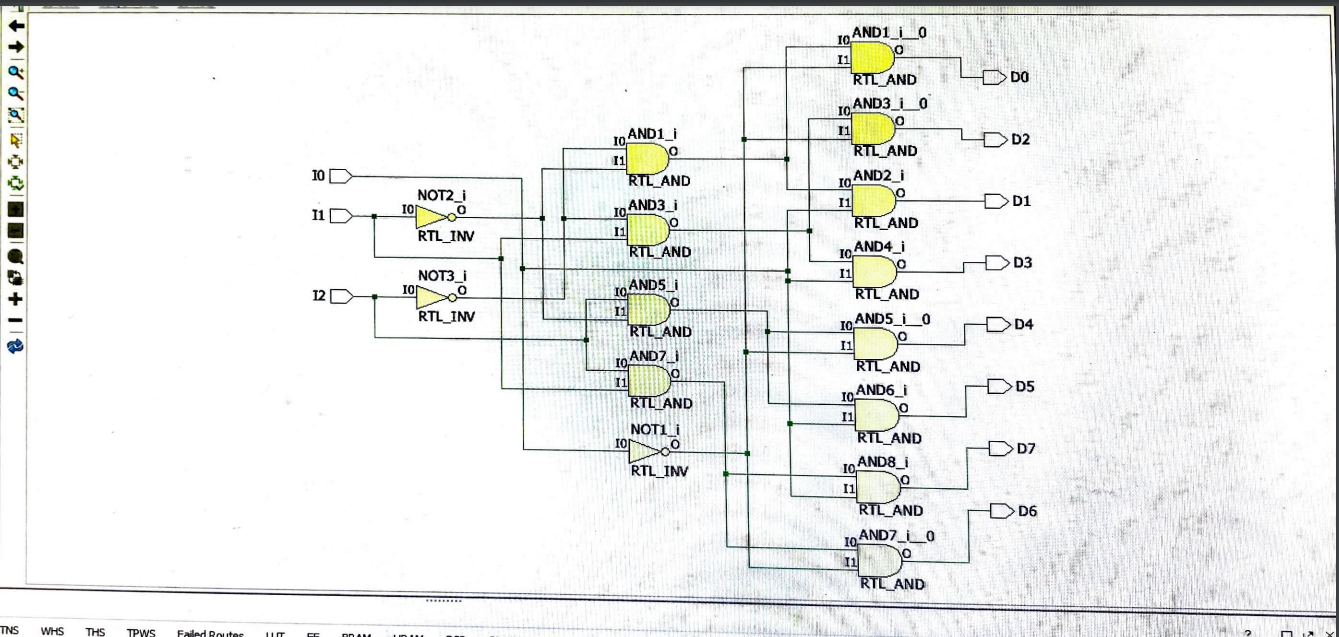 AND1_i__0
I0
O
I1
D0
RTL_AND
AND3_i__0
I0
I1
O
D2
RTL_AND
AND1_i
I0
O
I1
RTL_AND
AND2_i
I0
O
I1
D1
RTL_AND
I0
NOT2_i
I1
I0
O
RTL_INV
AND3_i
I0
O
I1
RTL_AND
AND4_i
I0
O
I1
D3
RTL_AND
NOT3_i
I2
I0
O
RTL_INV
AND5_i
I0
O
I1
RTL_AND
AND5_i__0
I0
O
I1
D4
RTL_AND
AND7_i
I0
O
I1
RTL_AND
AND6_i
I0
O
I1
D5
RTL_AND
NOT1_i
I0
O
RTL_INV
AND8_i
I0
O
I1
D7
RTL_AND
AND7_i__0
I0
O
I1
D6
RTL_AND
TNS WHS THS TPWS Failed Routes LUT FF BRAM